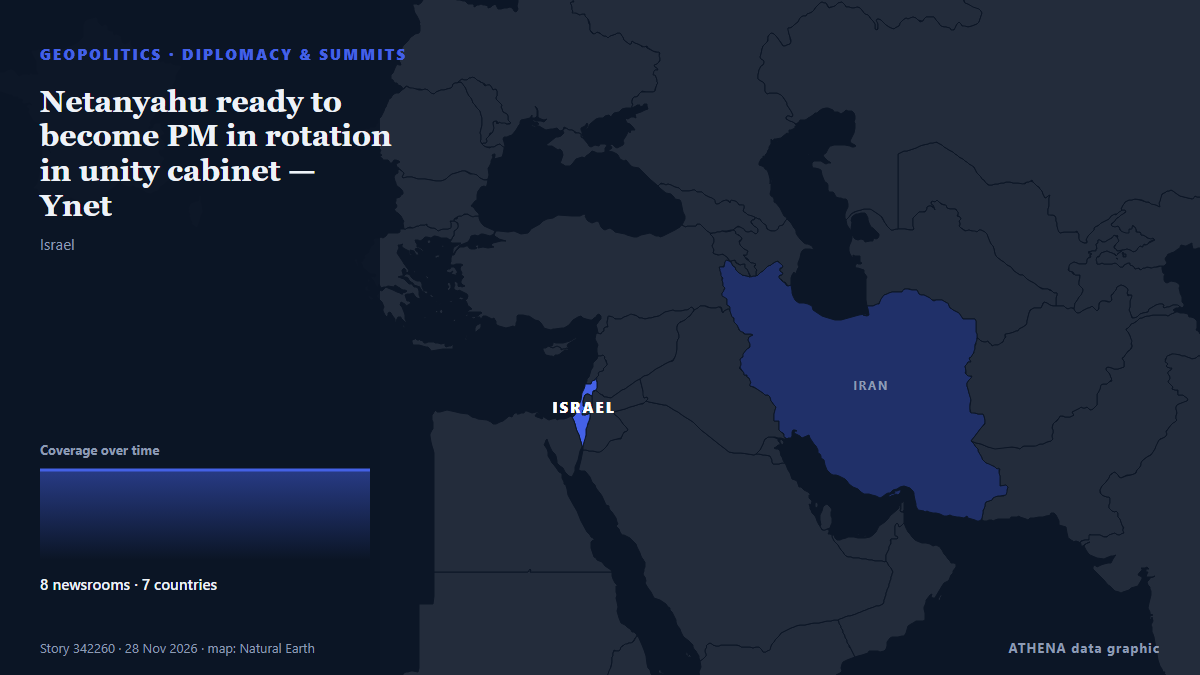 GEOPOLITICS · DIPLOMACY & SUMMITS
Netanyahu ready to
become PM in rotation
in unity cabinet —
Ynet
Israel
IRAN
ISRAEL
Coverage over time
8 newsrooms · 7 countries
Story 342260 · 28 Nov 2026 · map: Natural Earth
ATHENA data graphic